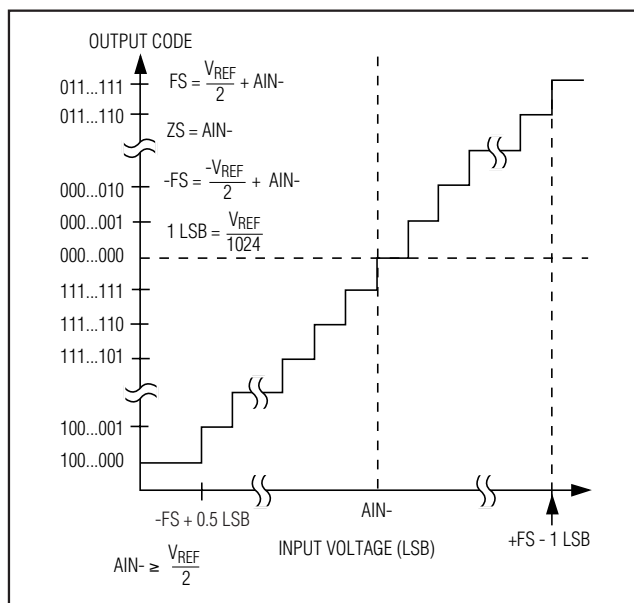 OUTPUT CODE
011...111
011...110
000...010
000...001
000...000
111...111
111...110
111...101
100...001
100...000
FS = VREF/2 + AIN-
ZS = AIN-
-FS = -VREF/2 + AIN-
1 LSB = VREF/1024
-FS + 0.5 LSB
AIN-
+FS - 1 LSB
INPUT VOLTAGE (LSB)
AIN- ≥ VREF/2